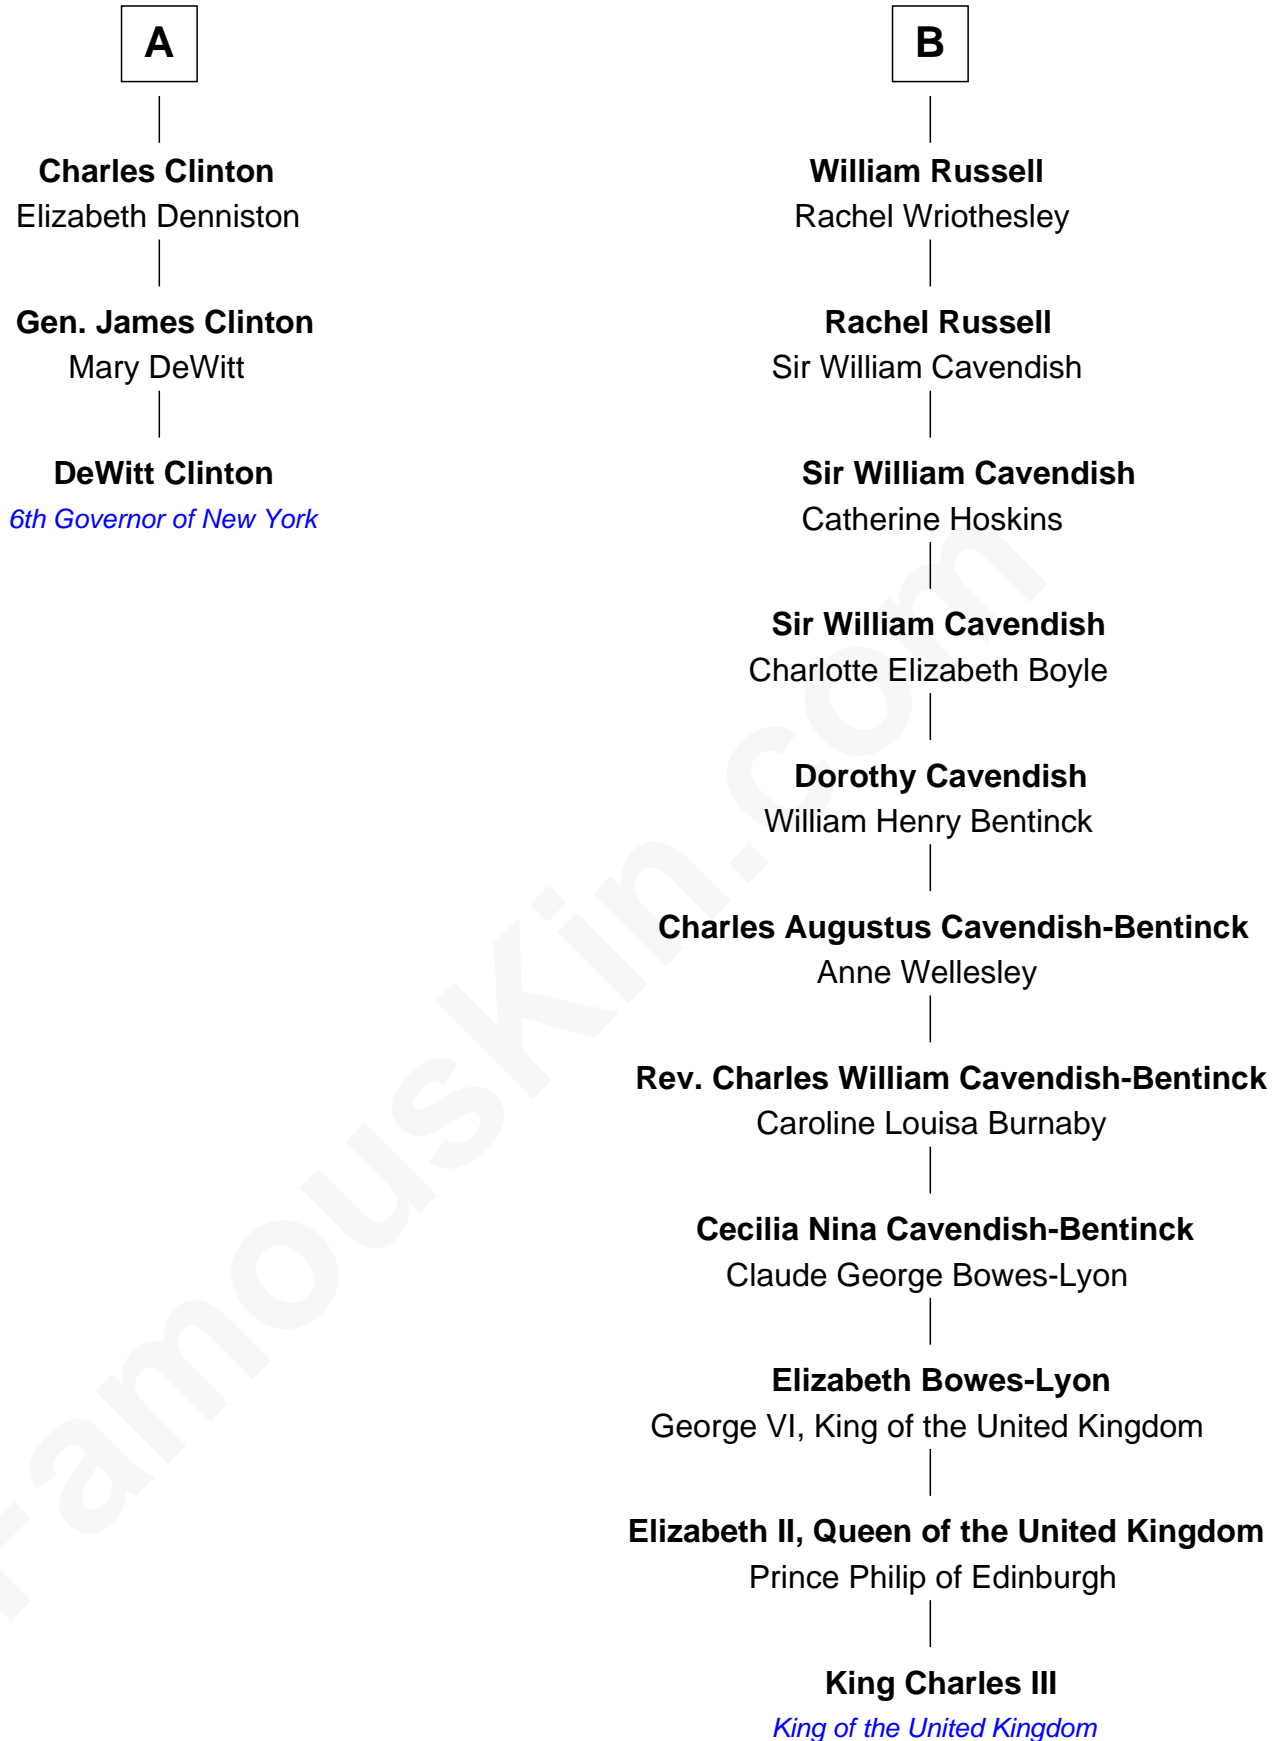 A
Charles Clinton
Elizabeth Denniston
Gen. James Clinton
Mary DeWitt
DeWitt Clinton
6th Governor of New York
B
William Russell
Rachel Wriothesley
Rachel Russell
Sir William Cavendish
Sir William Cavendish
Catherine Hoskins
Sir William Cavendish
Charlotte Elizabeth Boyle
Dorothy Cavendish
William Henry Bentinck
Charles Augustus Cavendish-Bentinck
Anne Wellesley
Rev. Charles William Cavendish-Bentinck
Caroline Louisa Burnaby
Cecilia Nina Cavendish-Bentinck
Claude George Bowes-Lyon
Elizabeth Bowes-Lyon
George VI, King of the United Kingdom
Elizabeth II, Queen of the United Kingdom
Prince Philip of Edinburgh
King Charles III
King of the United Kingdom
FamousKin.com